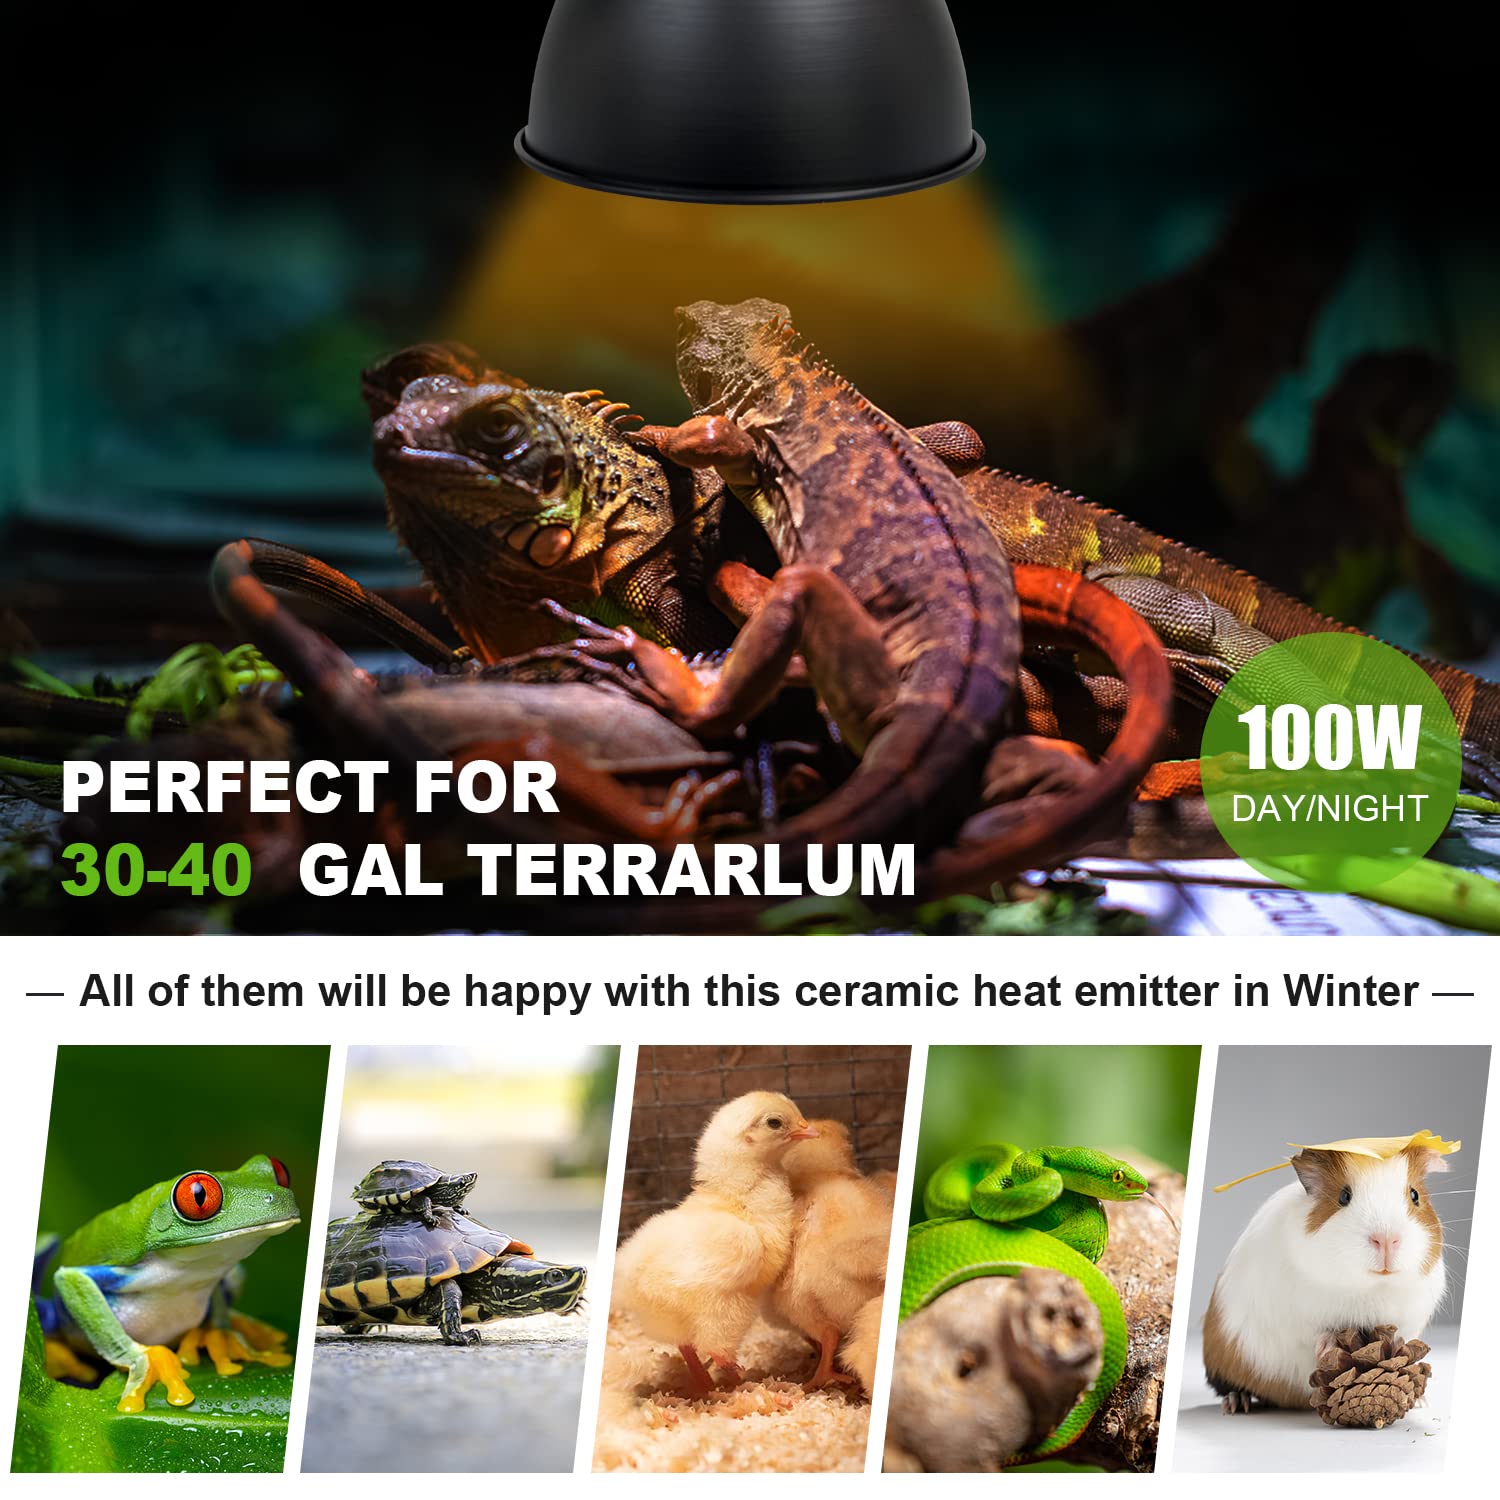 PERFECT FOR
30-40 GAL TERRARLUM
100W
DAY/NIGHT
All of them will be happy with this ceramic heat emitter in Winter